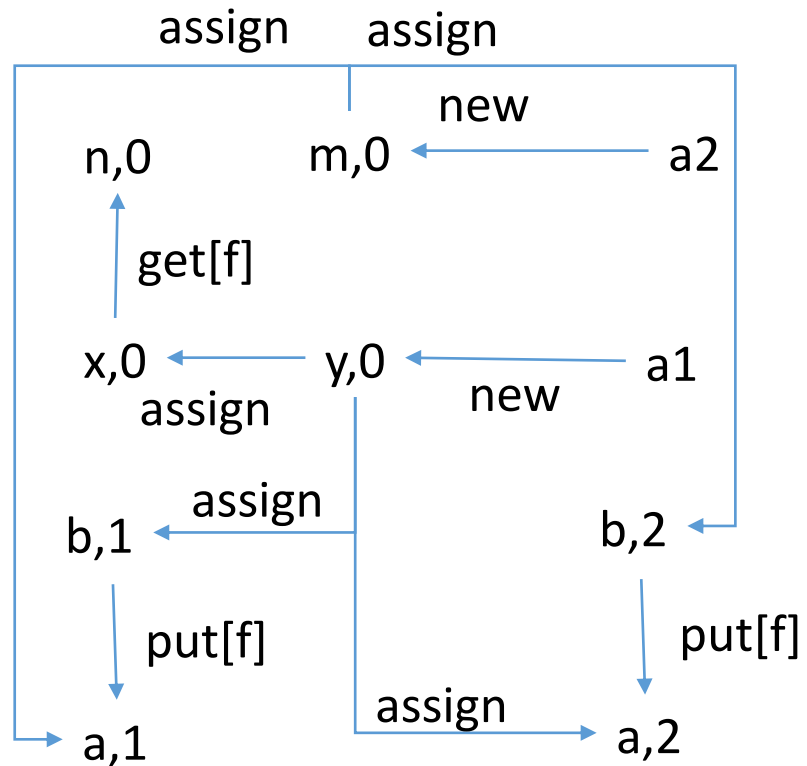 assign assign
new
n,0 m,0 a2
get[f]
x,0 y,0 a1
assign new
assign
b,1 b,2
put[f] put[f]
assign
a,1 a,2